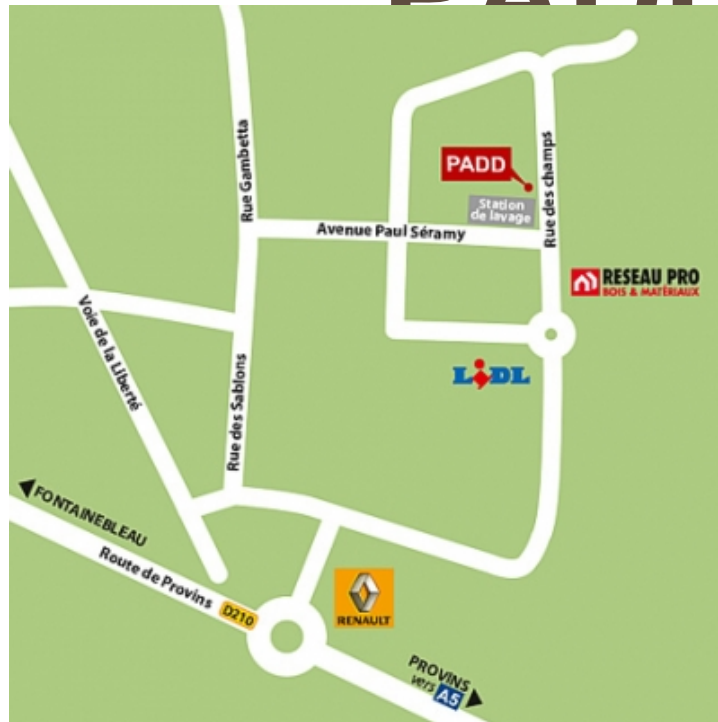 Rue Gambetta
PADD
Station
de lavage
Rue des champs
Avenue Paul Séramy
RESEAU PRO
BOIS & MATÉRIAUX
Voie de la Liberté
LiDL
Rue des Sablons
FONTAINEBLEAU
Route de Provins
D210
RENAULT
PROVINS
vers A5